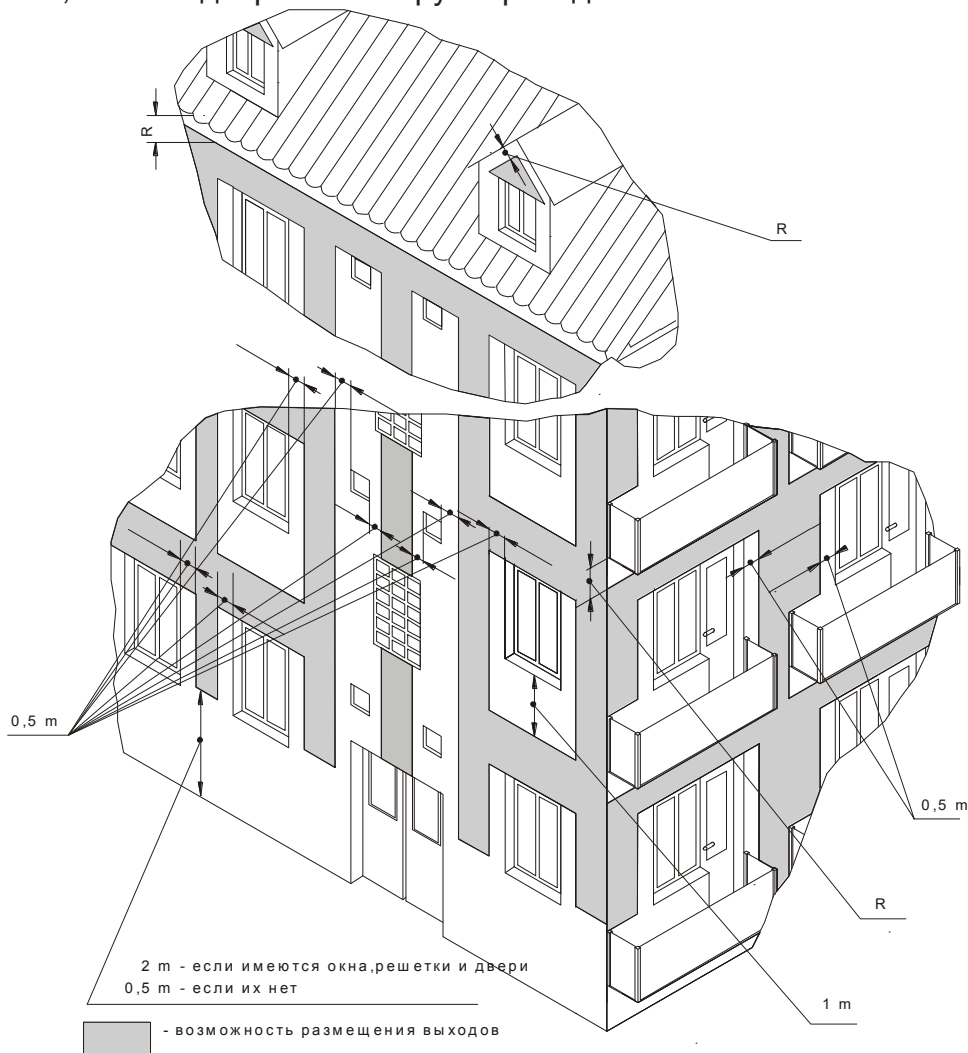 R
R
0,5 m
0,5 m
R
2 m - если имеются окна,решетки и двери
0,5 m - если их нет
1 m
- возможность размещения выходов